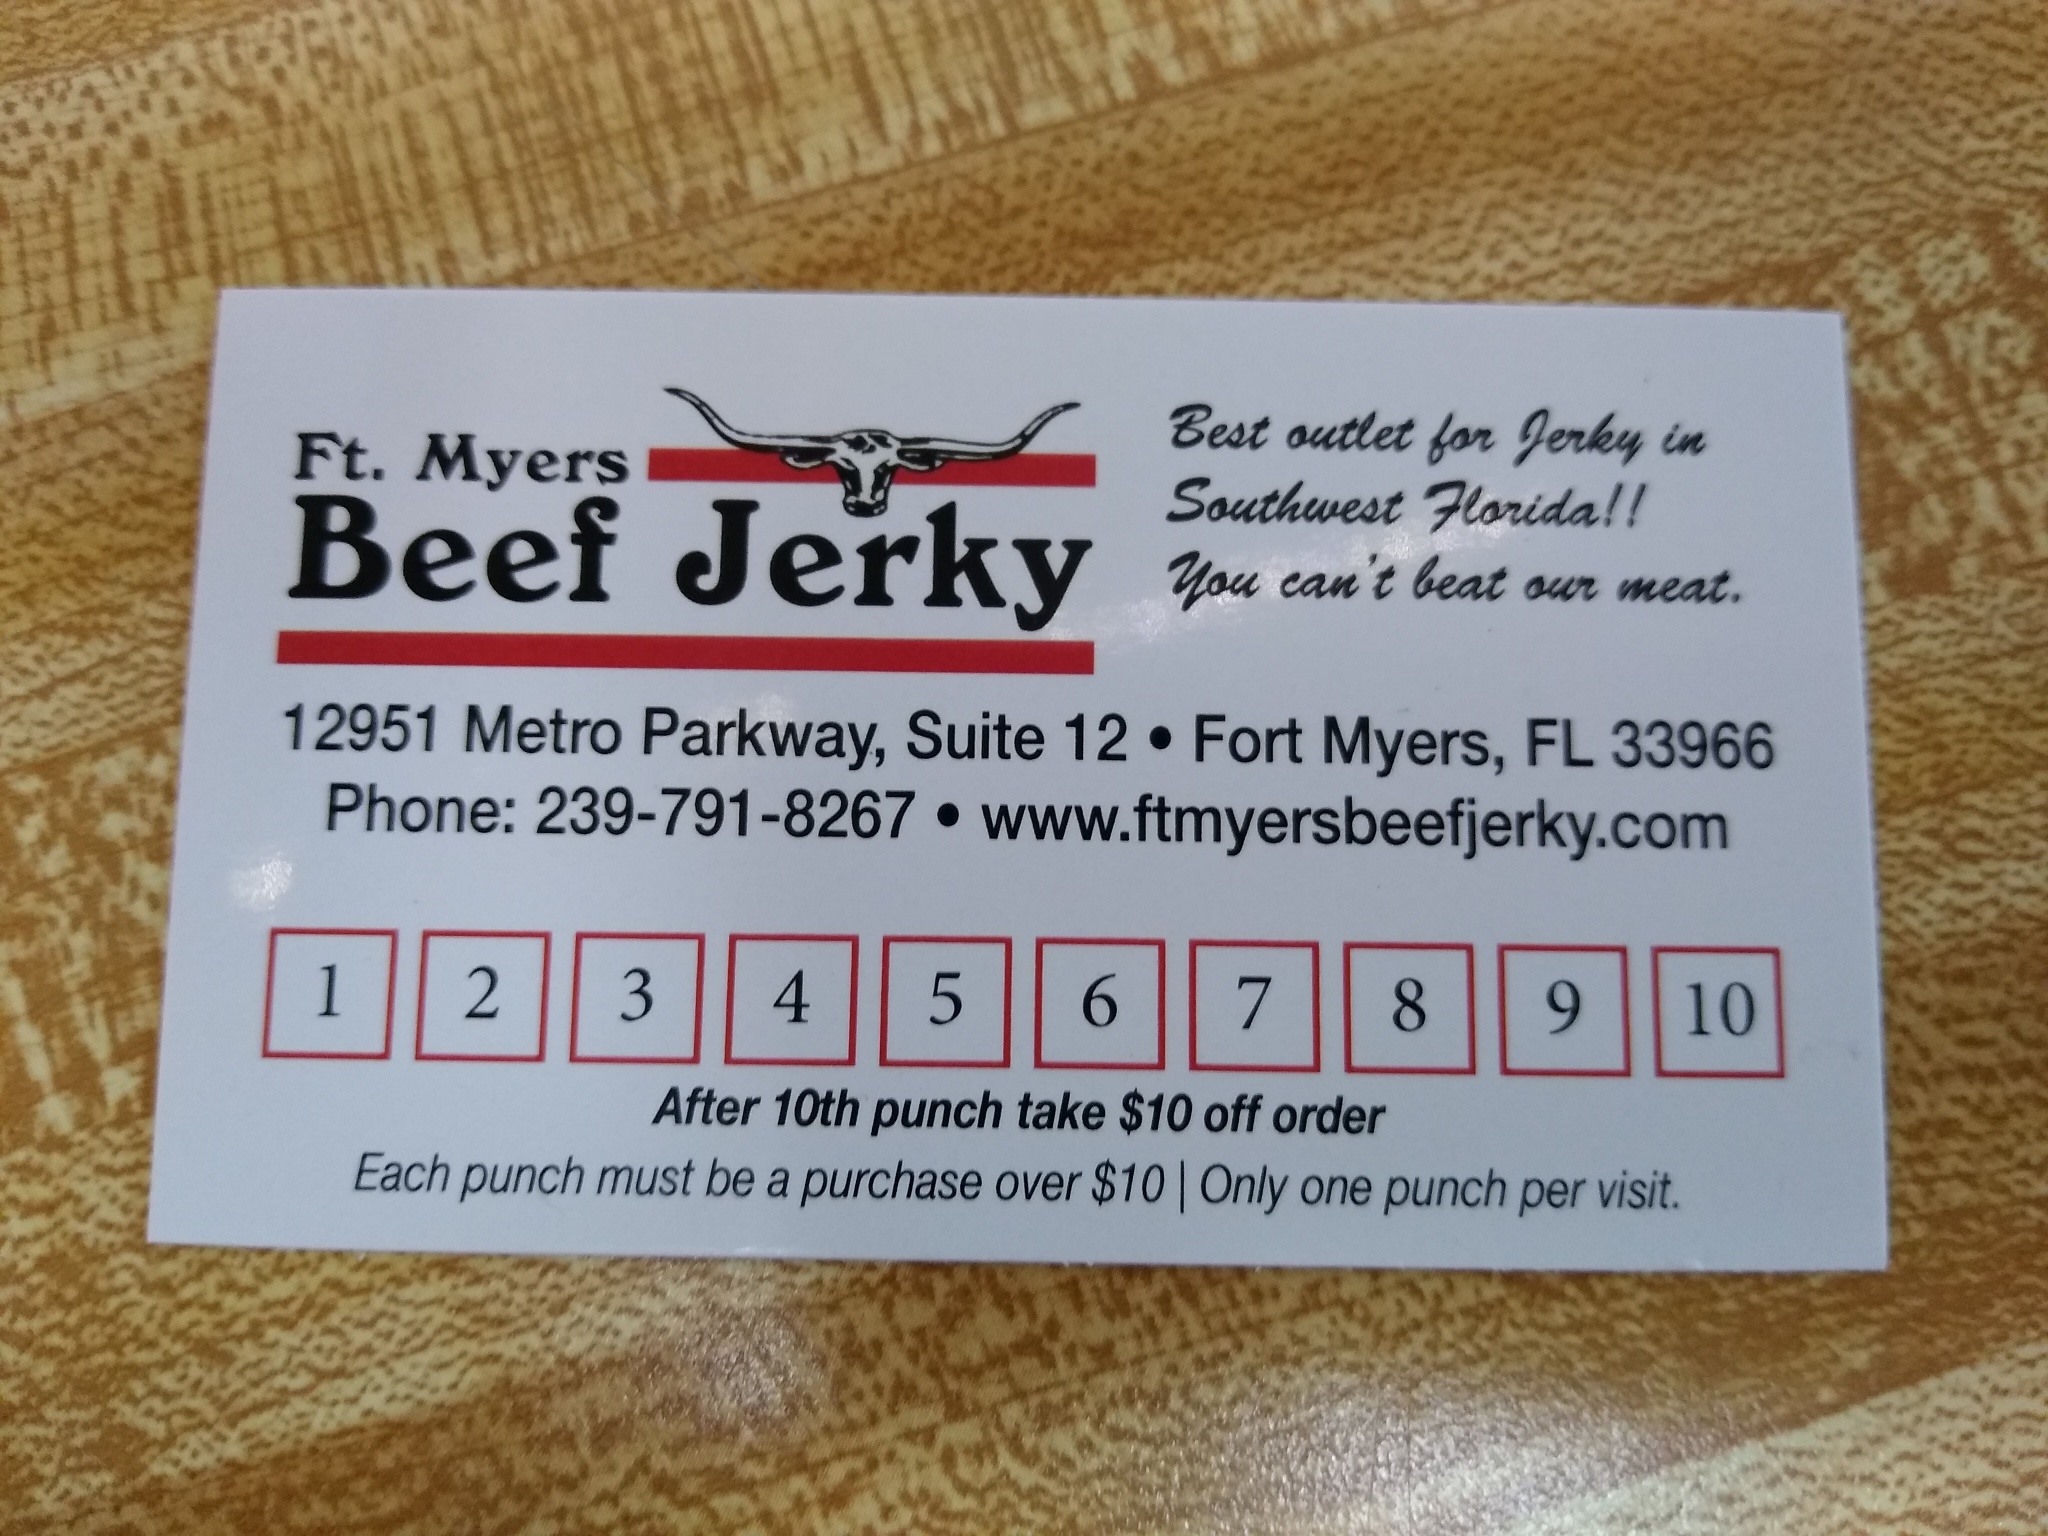 Ft. Myers
Beef Jerky
Best outlet for Jerky in
Southwest Florida!!
You can't beat our meat.
12951 Metro Parkway, Suite 12 • Fort Myers, FL 33966
Phone: 239-791-8267 • www.ftmyersbeefjerky.com
1 2 3 4 5 6 7 8 9 10
After 10th punch take $10 off order
Each punch must be a purchase over $10 | Only one punch per visit.